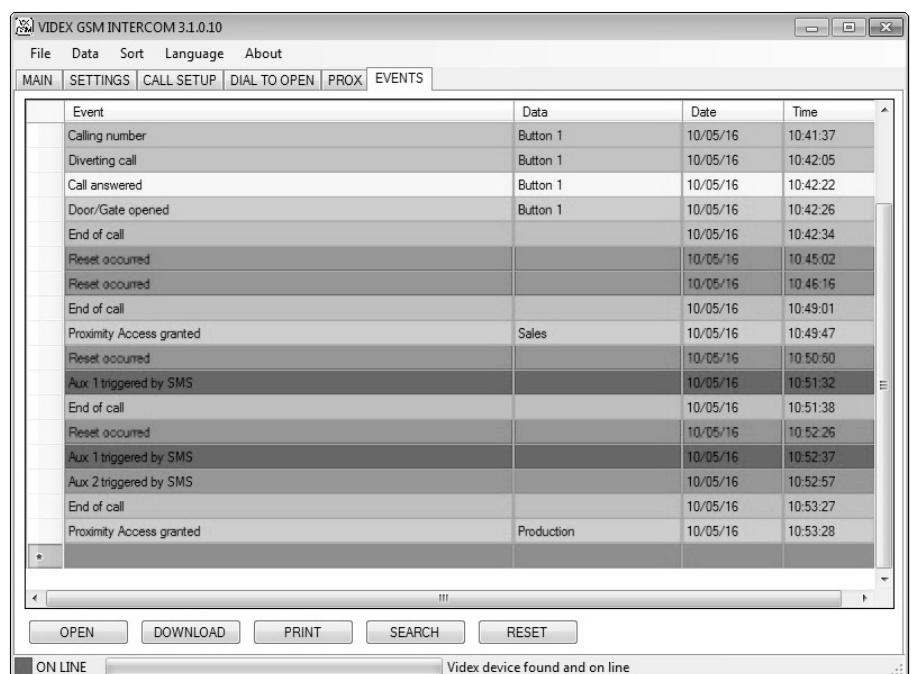 VIDEX GSM INTERCOM 3.1.0.10
File Data Sort Language About
MAIN SETTINGS CALL SETUP DIAL TO OPEN PROX EVENTS
Event Data Date Time
Calling number Button 1 10/05/16 10:41:37
Diverting call Button 1 10/05/16 10:42:05
Call answered Button 1 10/05/16 10:42:22
Door/Gate opened Button 1 10/05/16 10:42:26
End of call 10/05/16 10:42:34
Reset occurred 10/05/16 10:45:02
Reset occurred 10/05/16 10:46:16
End of call 10/05/16 10:49:01
Proximity Access granted Sales 10/05/16 10:49:47
Reset occurred 10/05/16 10:50:50
Aux 1 triggered by SMS 10/05/16 10:51:32
End of call 10/05/16 10:51:38
Reset occurred 10/05/16 10:52:26
Aux 1 triggered by SMS 10/05/16 10:52:37
Aux 2 triggered by SMS 10/05/16 10:52:57
End of call 10/05/16 10:53:27
Proximity Access granted Production 10/05/16 10:53:28
*
OPEN DOWNLOAD PRINT SEARCH RESET
ON LINE Videx device found and on line